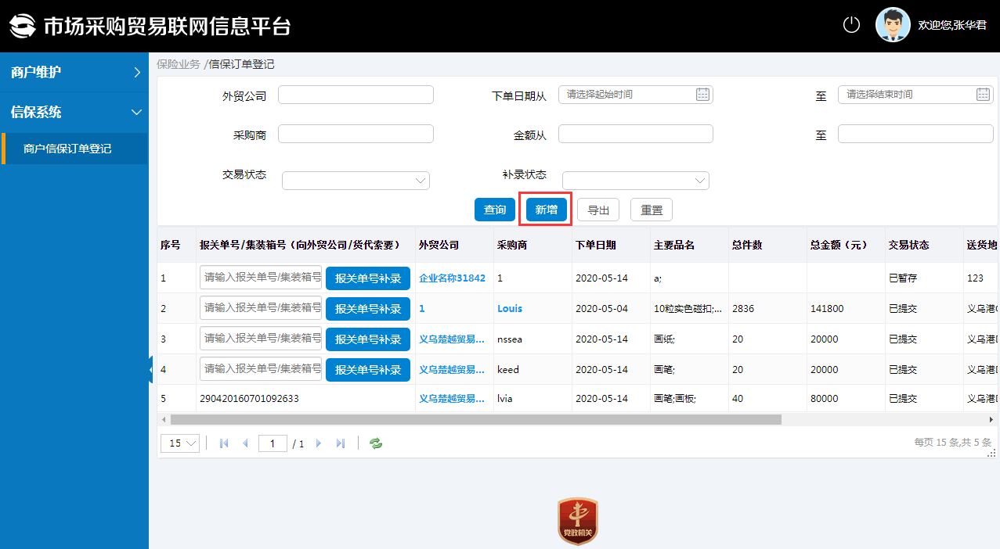 市场采购贸易联网信息平台
欢迎您,张华君
商户维护
信保系统
商户信保订单登记
保险业务 /信保订单登记
外贸公司 下单日期从 请选择起始时间 至 请选择结束时间
采购商 金额从 至
交易状态 补录状态
查询 新增 导出 重置
序号 报关单号/集装箱号（向外贸公司/货代索要） 外贸公司 采购商 下单日期 主要品名 总件数 总金额（元） 交易状态 送货地
1 请输入报关单号/集装箱号 报关单号补录 企业名称31842 1 2020-05-14 a; 已暂存 123
2 请输入报关单号/集装箱号 报关单号补录 1 Louis 2020-05-04 10粒实色磁扣;... 2836 141800 已提交 义乌港
3 请输入报关单号/集装箱号 报关单号补录 义乌楚越贸易... nssea 2020-05-14 画纸; 20 20000 已提交 义乌港
4 请输入报关单号/集装箱号 报关单号补录 义乌楚越贸易... keed 2020-05-14 画笔; 20 20000 已提交 义乌港
5 290420160701092633 义乌楚越贸易... lvia 2020-05-14 画笔;画板; 40 80000 已提交 义乌港
15 1 / 1 每页 15 条,共 5 条
党政机关